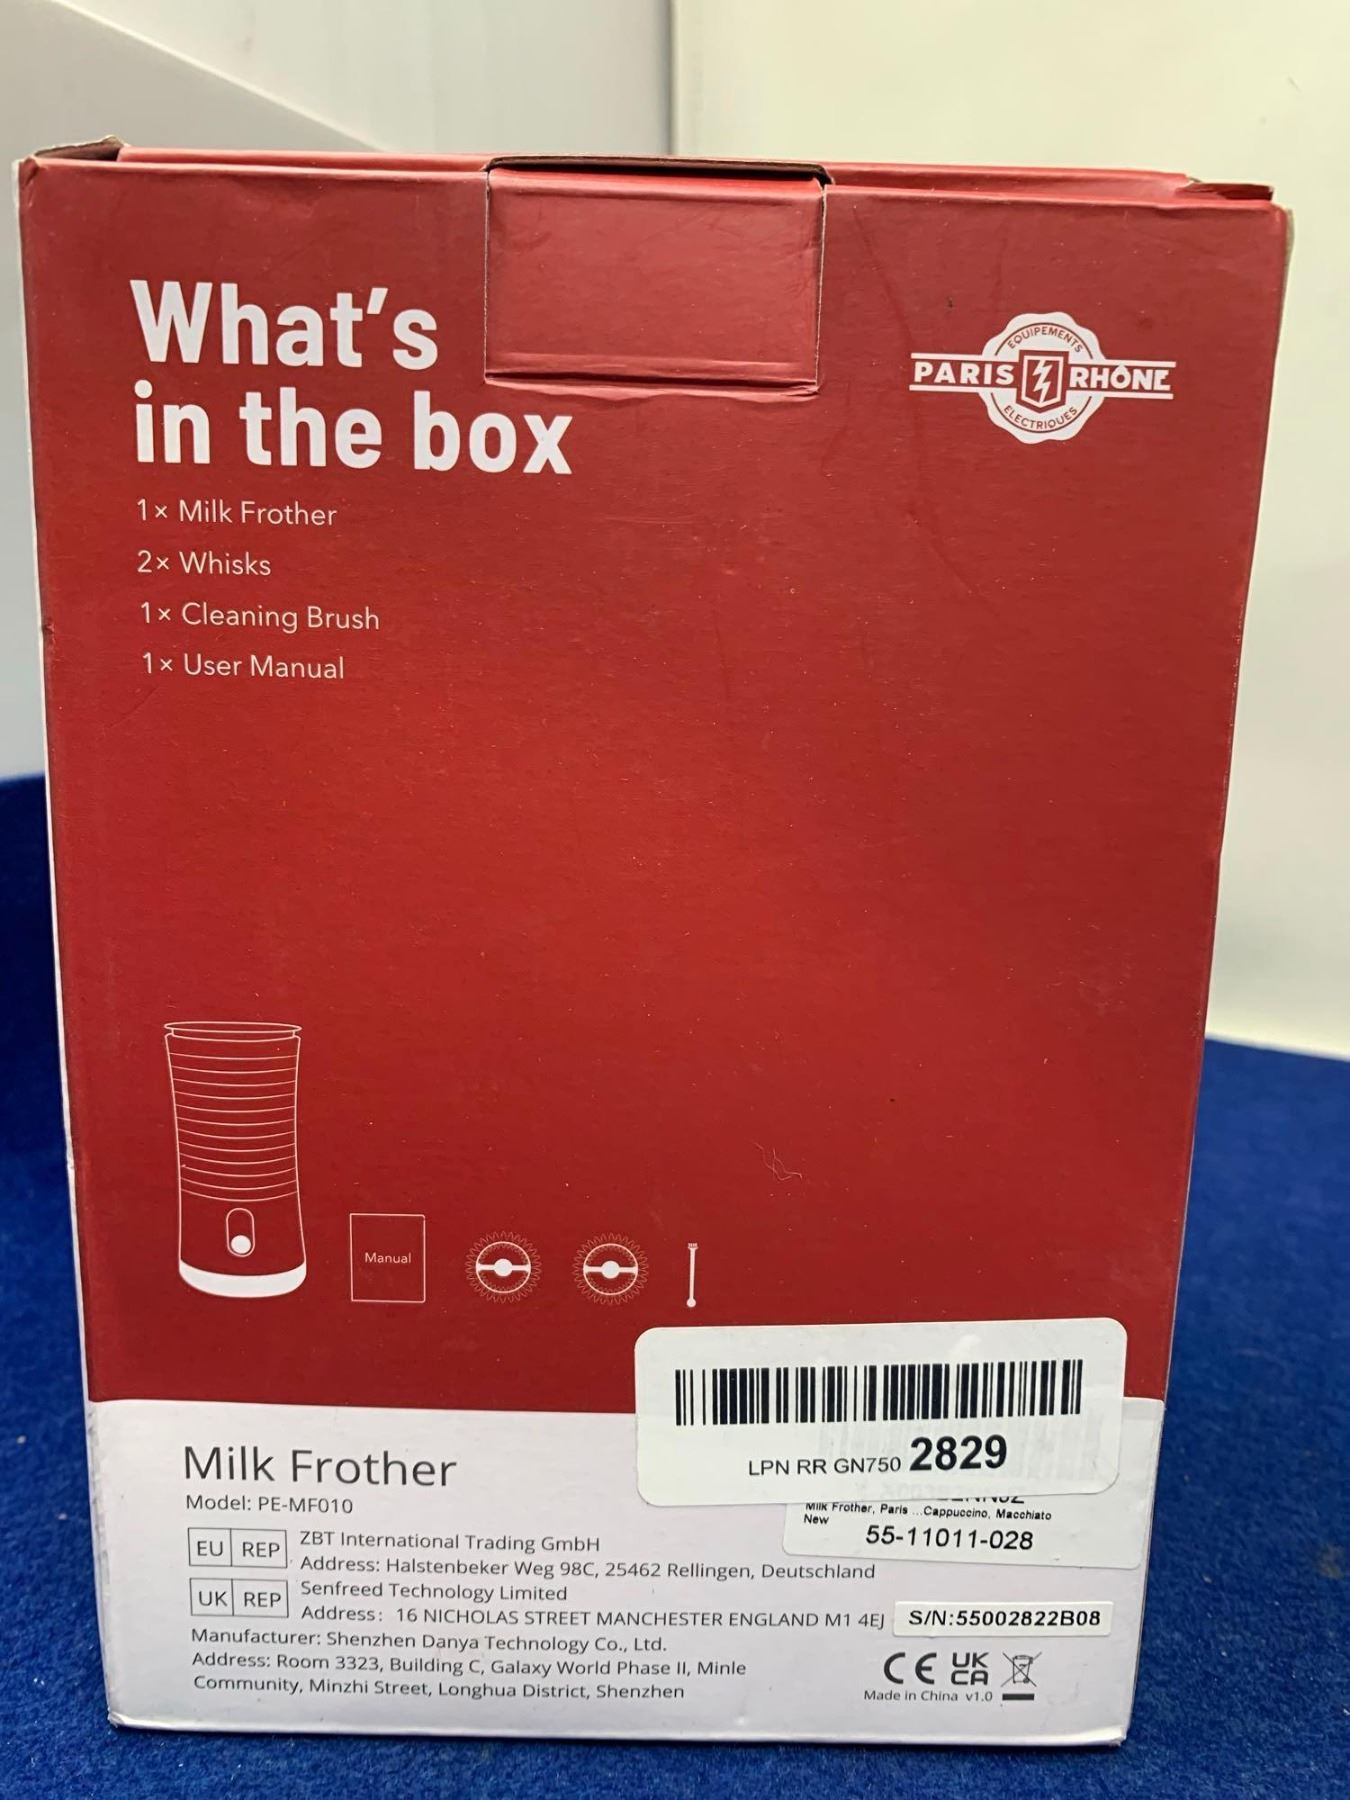 What's
in the box
EQUIPEMENTS
PARIS RHÔNE
ELECTRIQUES
1× Milk Frother
2× Whisks
1× Cleaning Brush
1× User Manual
Manual
LPN RR GN750 2829
Milk Frother, Paris ...Cappuccino, Macchiato
New
55-11011-028
Milk Frother
Model: PE-MF010
EU REP ZBT International Trading GmbH
Address: Halstenbeker Weg 98C, 25462 Rellingen, Deutschland
UK REP Senfreed Technology Limited
Address: 16 NICHOLAS STREET MANCHESTER ENGLAND M1 4EJ
S/N:55002822B08
Manufacturer: Shenzhen Danya Technology Co., Ltd.
Address: Room 3323, Building C, Galaxy World Phase II, Minle
Community, Minzhi Street, Longhua District, Shenzhen
CE UK
CA
Made in China v1.0